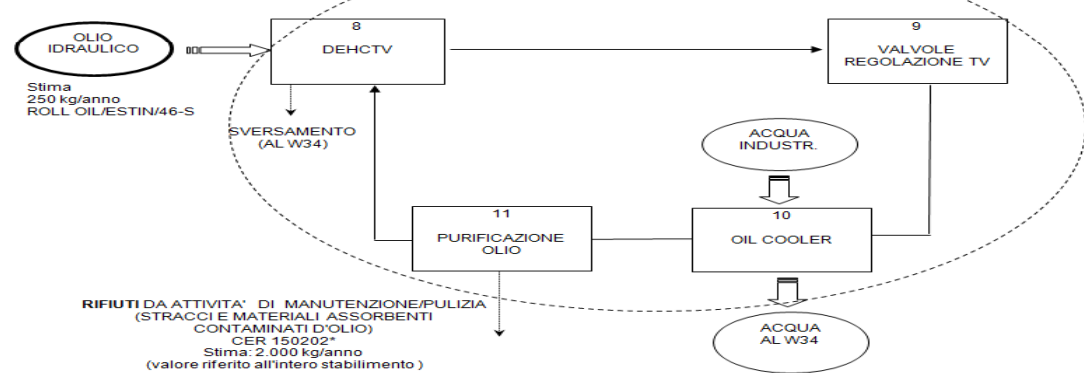 OLIO
IDRAULICO
Stima
250 kg/anno
ROLL OIL/ESTIN/46-S
8
DEHCTV
9
VALVOLE
REGOLAZIONE TV
SVERSAMENTO
(AL W34)
ACQUA
INDUSTR.
11
PURIFICAZIONE
OLIO
10
OIL COOLER
RIFIUTI DA ATTIVITA' DI MANUTENZIONE/PULIZIA
(STRACCI E MATERIALI ASSORBENTI
CONTAMINATI D'OLIO)
CER 150202*
Stima: 2.000 kg/anno
(valore riferito all'intero stabilimento )
ACQUA
AL W34